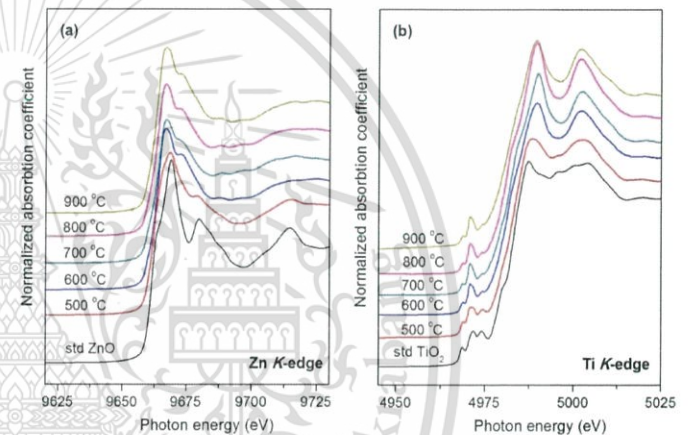 (a)
Normalized absorbtion coefficient
900 °C
800 °C
700 °C
600 °C
500 °C
std ZnO
Zn K-edge
9625 9650 9675 9700 9725
Photon energy (eV)
(b)
Normalized absorbtion coefficient
900 °C
800 °C
700 °C
600 °C
500 °C
std TiO2
Ti K-edge
4950 4975 5000 5025
Photon energy (eV)